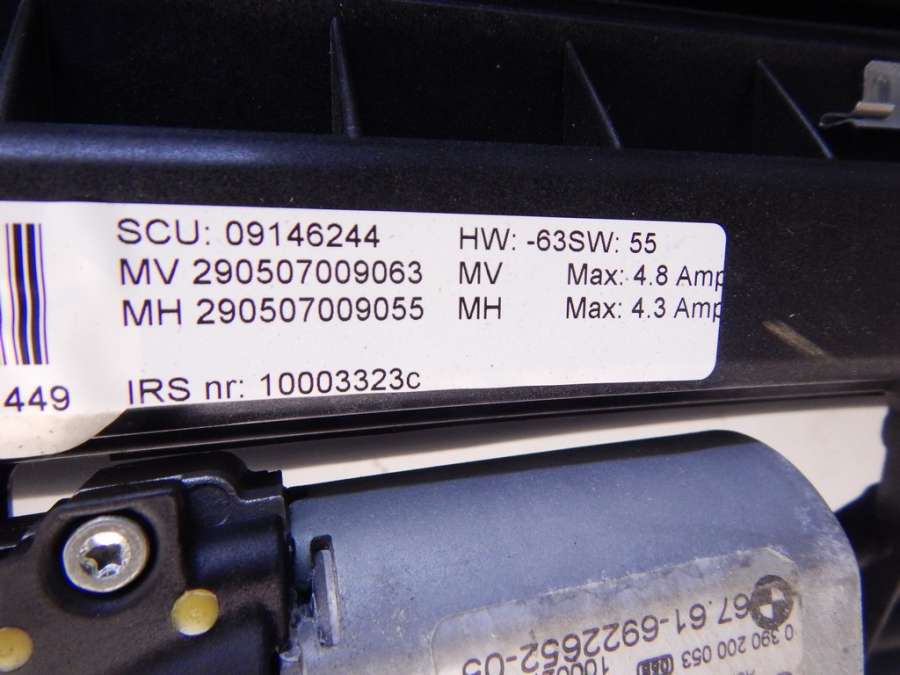 SCU: 09146244 HW: -63SW: 55
MV 290507009063 MV Max: 4.8 Amp
MH 290507009055 MH Max: 4.3 Amp
IRS nr: 10003323c
449
67.61-6922652-05
0 390 200 053